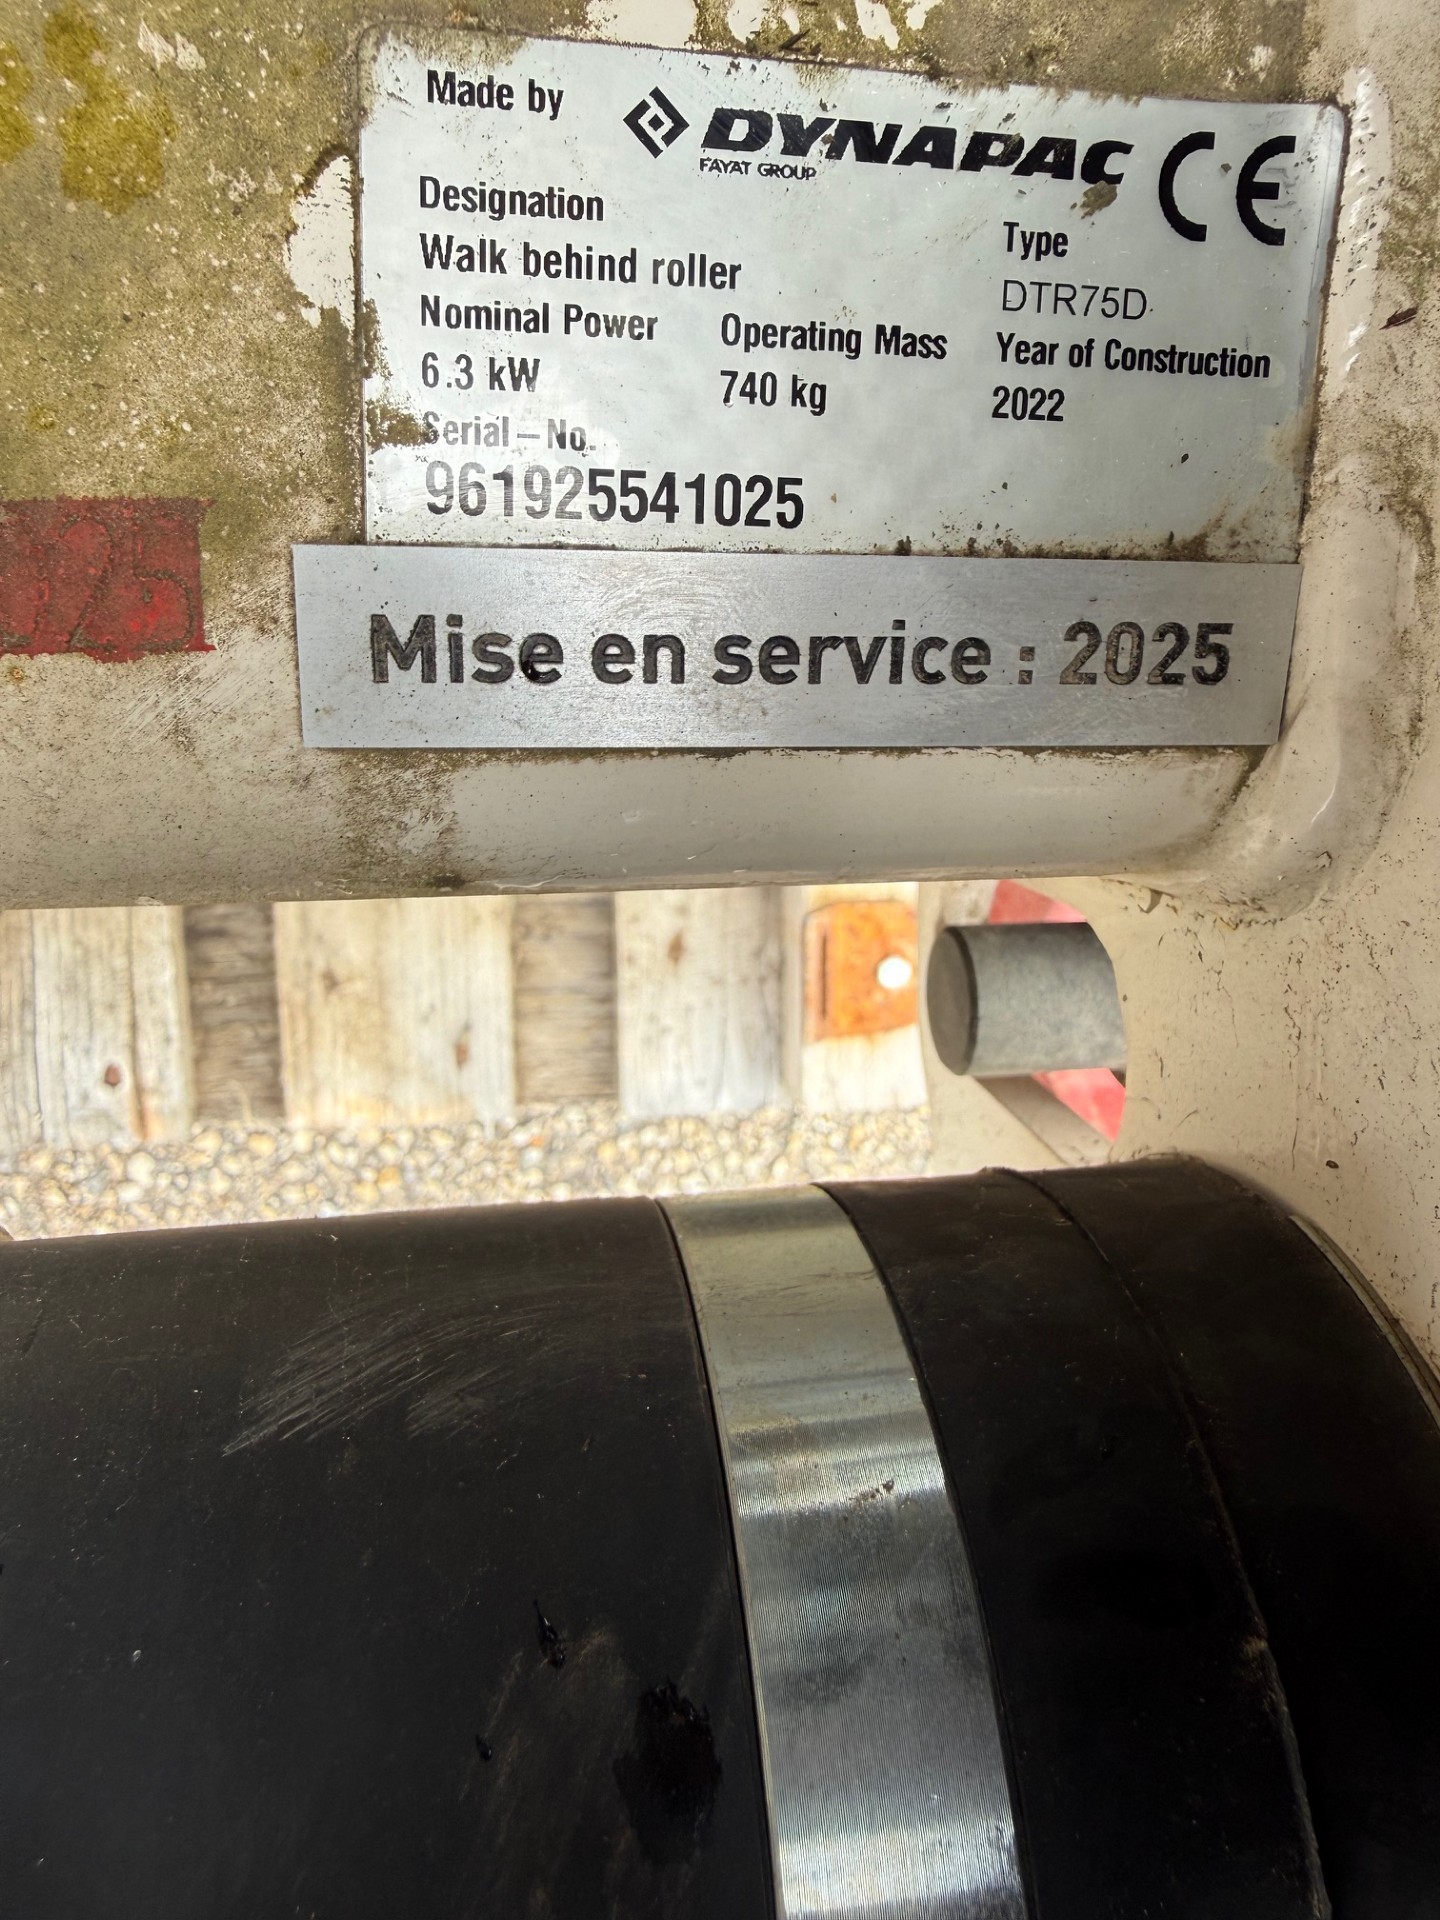 Made by
DYNAPAC
FAYAT GROUP
CE
Designation
Walk behind roller
Type
DTR75D
Nominal Power
Operating Mass
Year of Construction
6.3 kW
740 kg
2022
Serial-No.
961925541025
Mise en service : 2025